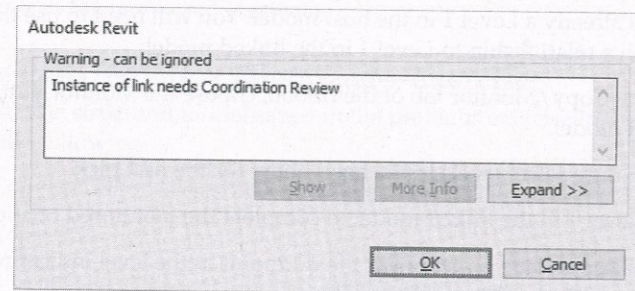 Autodesk Revit
Warning - can be ignored
Instance of link needs Coordination Review
Show
More Info
Expand >>
OK
Cancel